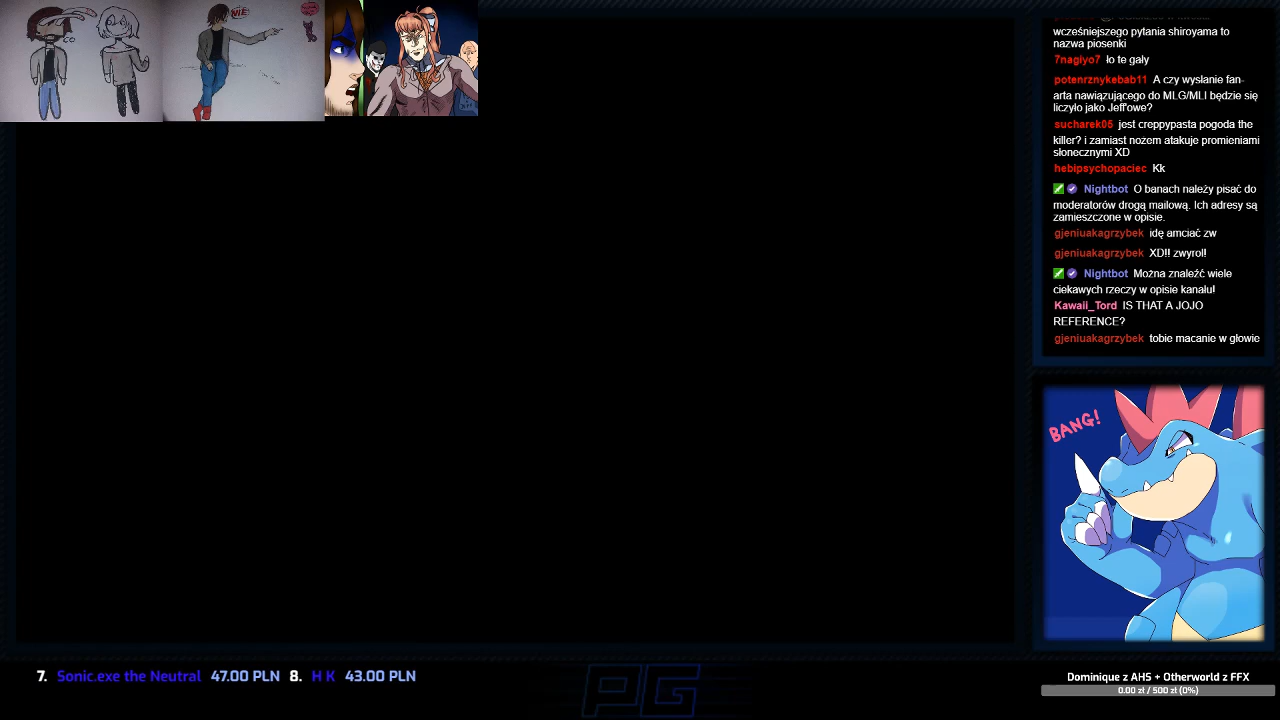 NIE
wcześniejszego pytania shiroyama to
nazwa piosenki
7nagiyo7 ło te gały
potenrznykebab11 A czy wysłanie fan-
arta nawiązującego do MLG/MLI będzie się
liczyło jako Jeff'owe?
sucharek05 jest creppypasta pogoda the
killer? i zamiast nożem atakuje promieniami
słonecznymi XD
hebipsychopaciec Kk
Nightbot O banach należy pisać do
moderatorów drogą mailową. Ich adresy są
zamieszczone w opisie.
gjeniuakagrzybek idę amciać zw
gjeniuakagrzybek XD!! zwyrol!
Nightbot Można znaleźć wiele
ciekawych rzeczy w opisie kanału!
Kawaii_Tord IS THAT A JOJO
REFERENCE?
gjeniuakagrzybek tobie macanie w głowie
BANG!
7. Sonic.exe the Neutral 47.00 PLN 8. H K 43.00 PLN
PG
Dominique z AHS + Otherworld z FFX
0.00 zł / 500 zł (0%)